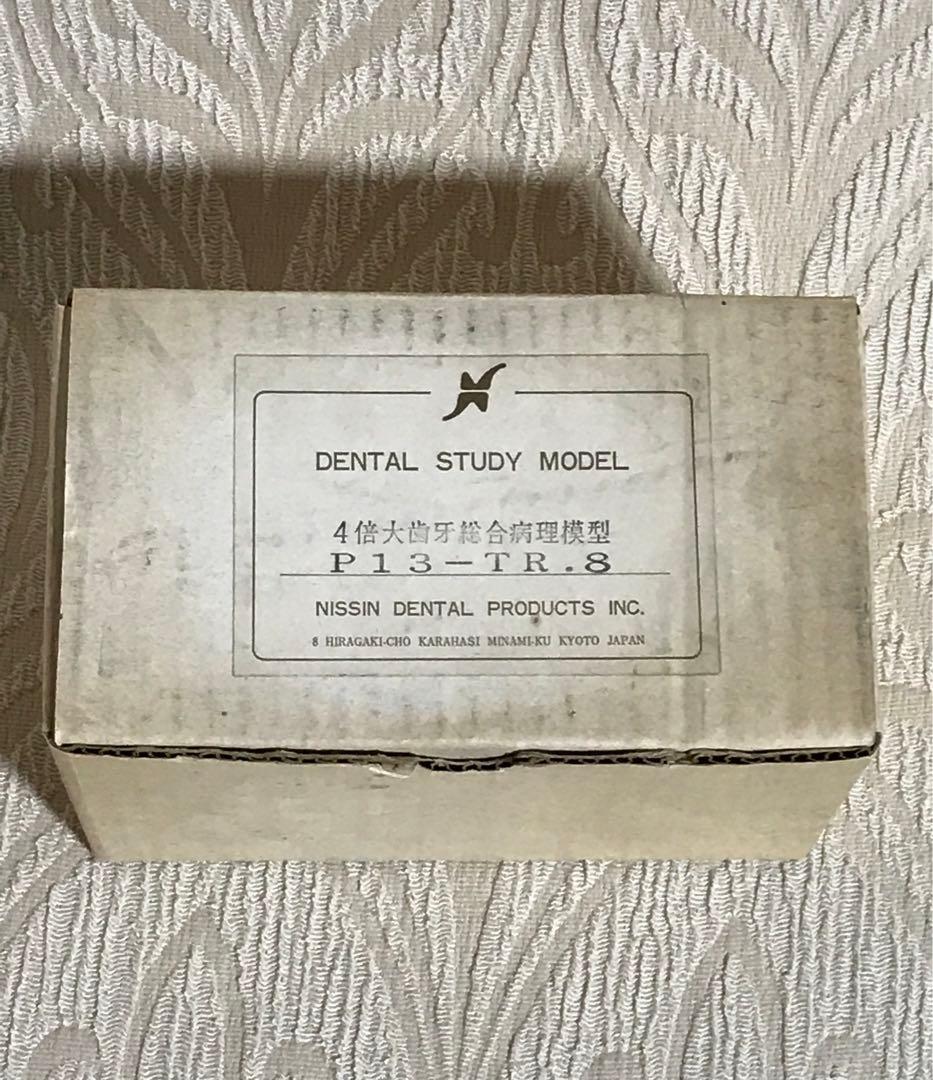 DENTAL STUDY MODEL
4倍大歯牙総合病理模型
P13-TR.8
NISSIN DENTAL PRODUCTS INC.
8 HIRAGAKI-CHO KARAHASI MINAMI-KU KYOTO JAPAN